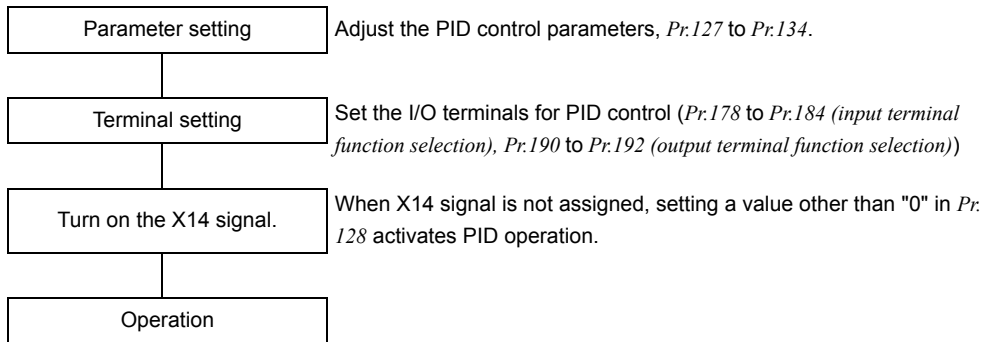 Parameter setting
Adjust the PID control parameters, Pr.127 to Pr.134.
Terminal setting
Set the I/O terminals for PID control (Pr.178 to Pr.184 (input terminal
function selection), Pr.190 to Pr.192 (output terminal function selection))
Turn on the X14 signal.
When X14 signal is not assigned, setting a value other than "0" in Pr.
128 activates PID operation.
Operation